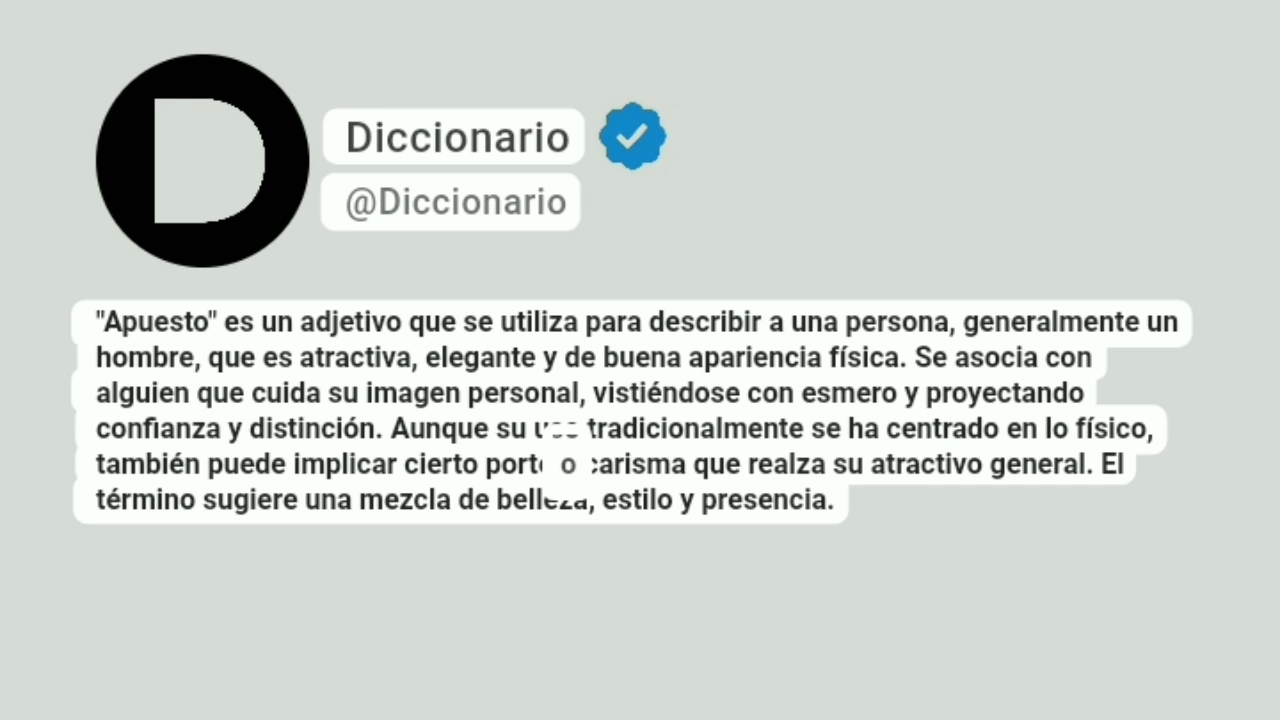 Diccionario
@Diccionario
"Apuesto" es un adjetivo que se utiliza para describir a una persona, generalmente un
hombre, que es atractiva, elegante y de buena apariencia física. Se asocia con
alguien que cuida su imagen personal, vistiéndose con esmero y proyectando
confianza y distinción. Aunque su tradicionalmente se ha centrado en lo físico,
también puede implicar cierto porte o carisma que realza su atractivo general. El
término sugiere una mezcla de belleza, estilo y presencia.